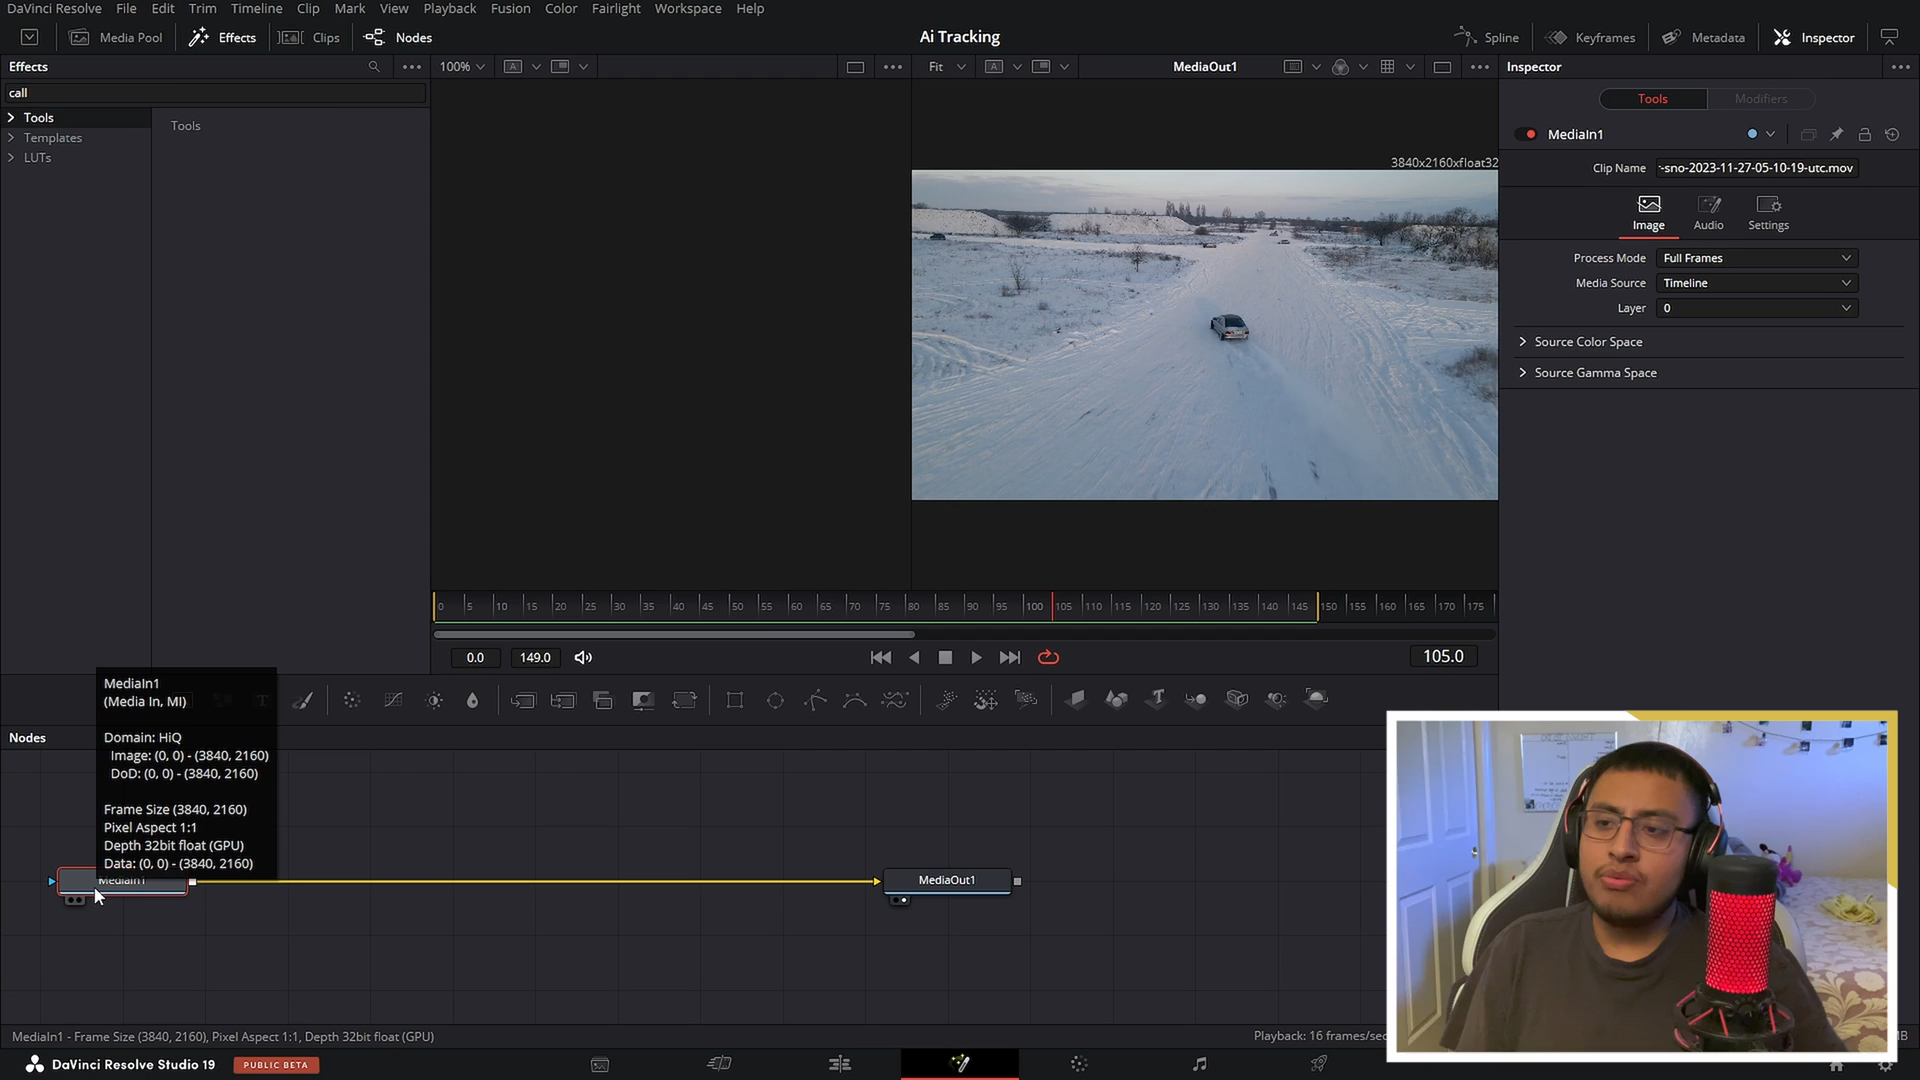 DaVinci Resolve File Edit Trim Timeline Clip Mark View Playback Fusion Color Fairlight Workspace Help
Media Pool Effects Clips Nodes Ai Tracking Spline Keyframes Metadata Inspector
Effects 100% Fit MediaOut1 Inspector
call
Tools Modifiers
Tools
Templates
LUTs
Tools
MediaIn1
3840x2160xfloat32
Clip Name -sno-2023-11-27-05-10-19-utc.mov
Image Audio Settings
Process Mode Full Frames
Media Source Timeline
Layer 0
Source Color Space
Source Gamma Space
0 5 10 15 20 25 30 35 40 45 50 55 60 65 70 75 80 85 90 95 100 105 110 115 120 125 130 135 140 145 150 155 160 165 170 175
0.0 149.0 105.0
MediaIn1
(Media In, MI)
Domain: HiQ
Image: (0, 0) - (3840, 2160)
DoD: (0, 0) - (3840, 2160)
Frame Size (3840, 2160)
Pixel Aspect 1:1
Depth 32bit float (GPU)
Data: (0, 0) - (3840, 2160)
Nodes
MediaIn1 MediaOut1
MediaIn1 - Frame Size (3840, 2160), Pixel Aspect 1:1, Depth 32bit float (GPU)
Playback: 16 frames/sec
DaVinci Resolve Studio 19 PUBLIC BETA